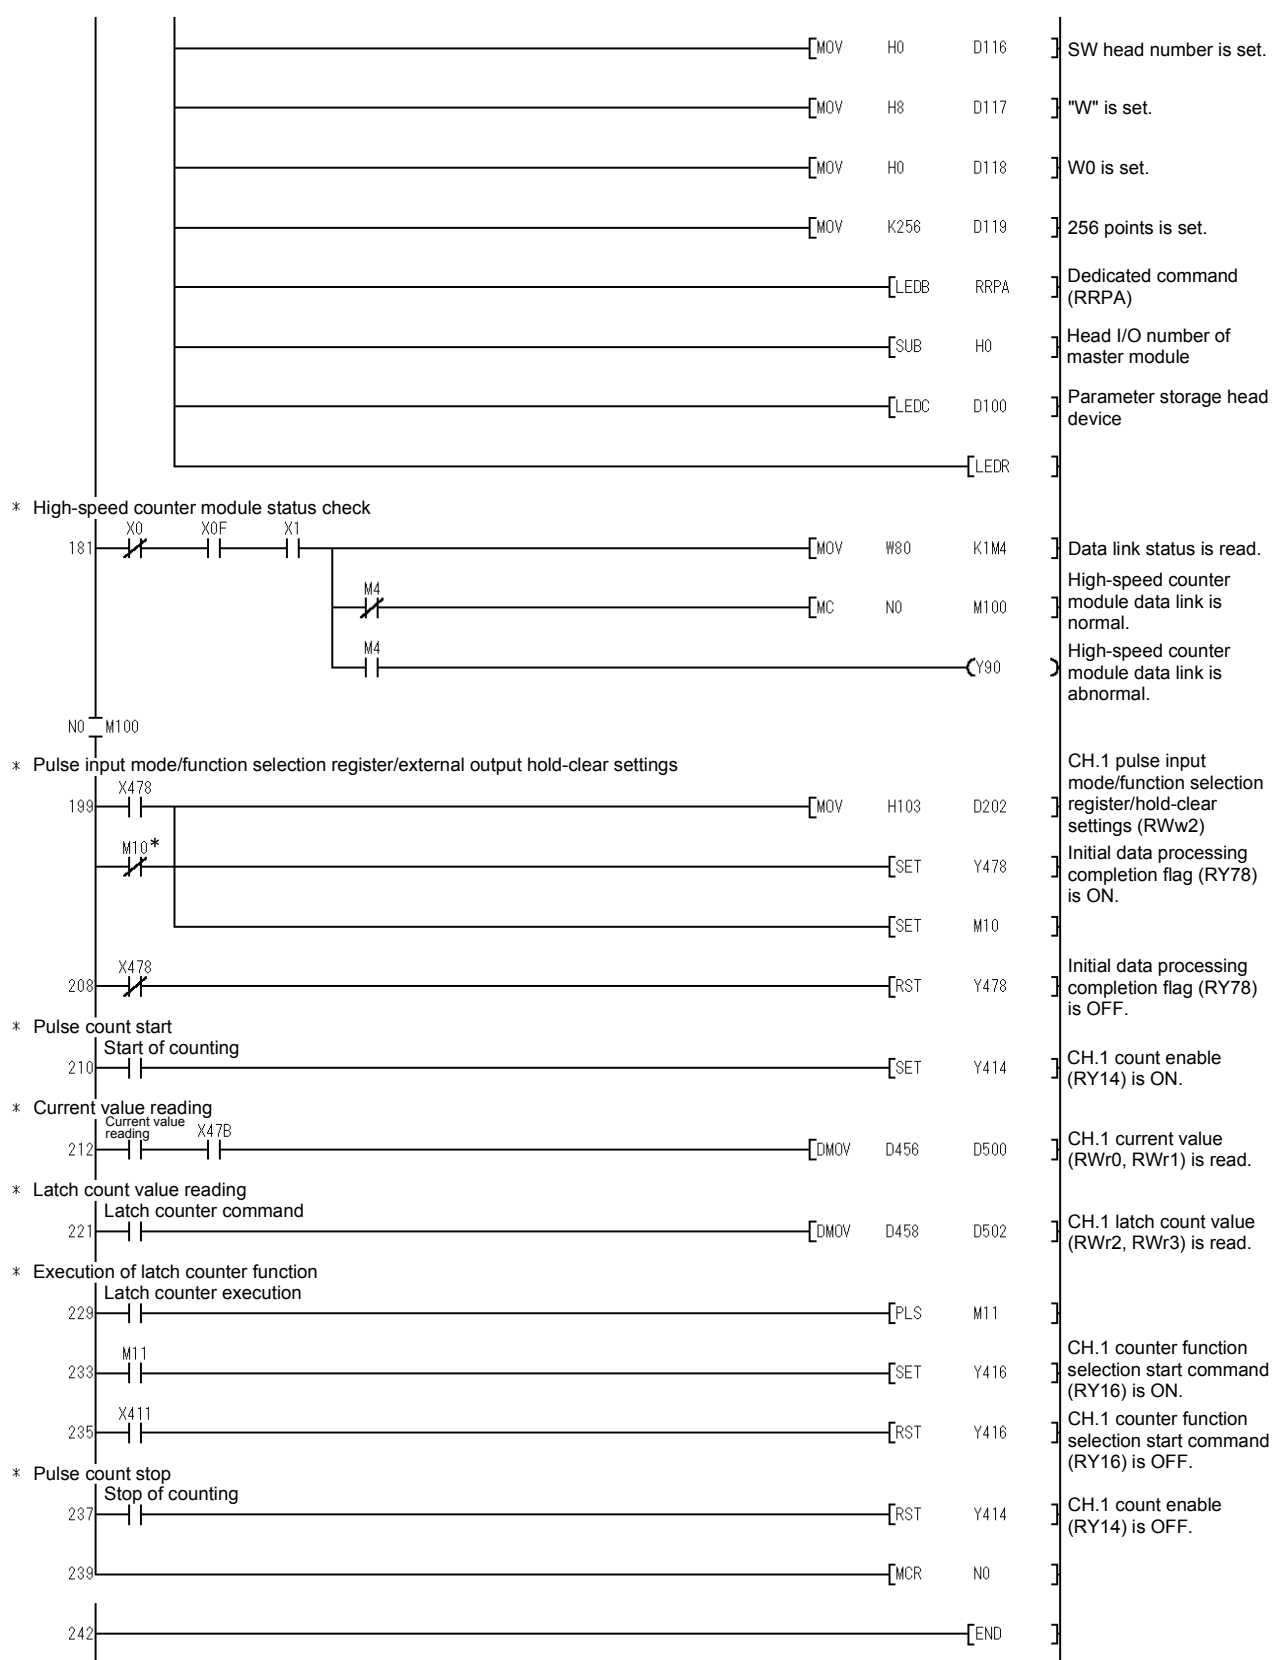 MOV H0 D116 SW head number is set.
MOV H8 D117 "W" is set.
MOV H0 D118 W0 is set.
MOV K256 D119 256 points is set.
LEDB RRPA Dedicated command
(RRPA)
SUB H0 Head I/O number of
master module
LEDC D100 Parameter storage head
device
LEDR
* High-speed counter module status check
X0 X0F X1
181 MOV W80 K1M4 Data link status is read.
M4
MC N0 M100 High-speed counter
module data link is
normal.
M4
Y90 High-speed counter
module data link is
abnormal.
N0 M100
* Pulse input mode/function selection register/external output hold-clear settings
X478
199 MOV H103 D202 CH.1 pulse input
mode/function selection
register/hold-clear
settings (RWw2)
M10*
SET Y478 Initial data processing
completion flag (RY78)
is ON.
SET M10
X478
208 RST Y478 Initial data processing
completion flag (RY78)
is OFF.
* Pulse count start
Start of counting
210 SET Y414 CH.1 count enable
(RY14) is ON.
* Current value reading
Current value
reading X47B
212 DMOV D456 D500 CH.1 current value
(RWr0, RWr1) is read.
* Latch count value reading
Latch counter command
221 DMOV D458 D502 CH.1 latch count value
(RWr2, RWr3) is read.
* Execution of latch counter function
Latch counter execution
229 PLS M11
M11
233 SET Y416 CH.1 counter function
selection start command
(RY16) is ON.
X411
235 RST Y416 CH.1 counter function
selection start command
(RY16) is OFF.
* Pulse count stop
Stop of counting
237 RST Y414 CH.1 count enable
(RY14) is OFF.
239 MCR N0
242 END